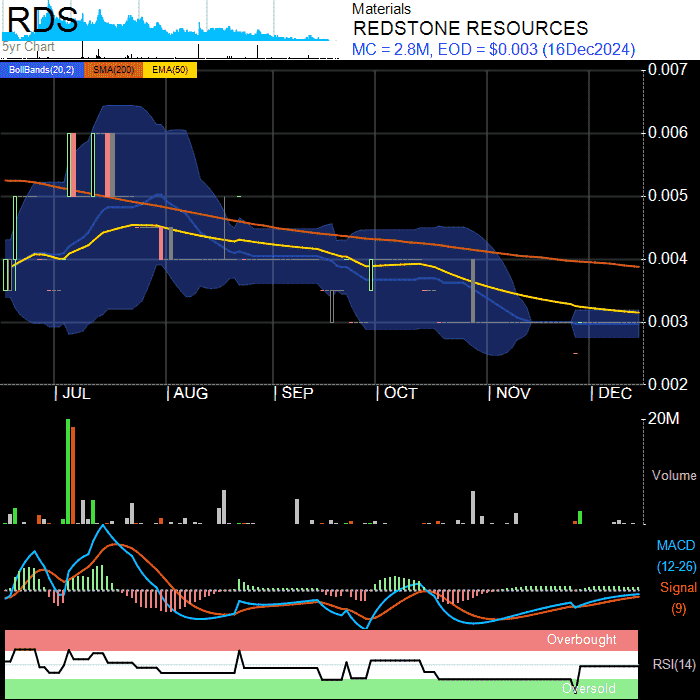 RDS
5yr Chart
Materials
REDSTONE RESOURCES
MC = 2.8M, EOD = $0.003 (16Dec2024)
BollBands(20,2) SMA(200) EMA(50)
0.007
0.006
0.005
0.004
0.003
0.002
| JUL | AUG | SEP | OCT | NOV | DEC
20M
Volume
MACD
(12-26)
Signal
(9)
Overbought
RSI(14)
Oversold